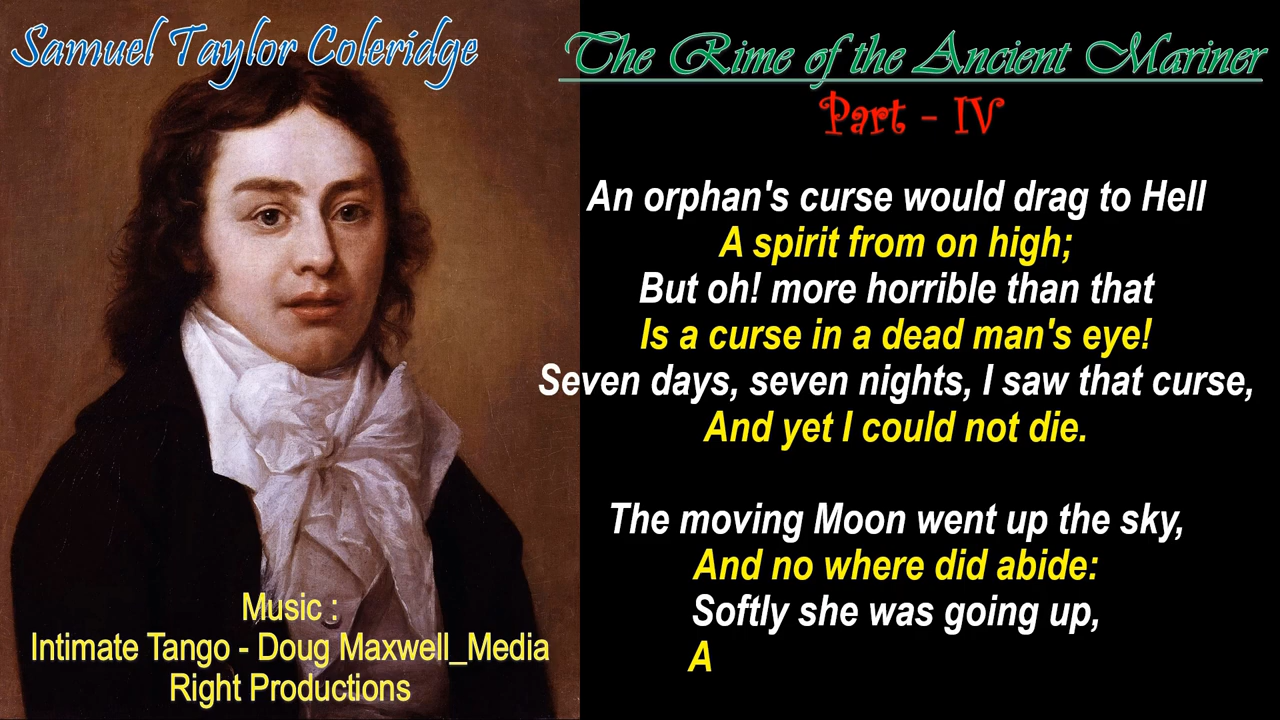 Samuel Taylor Coleridge
The Rime of the Ancient Mariner
Part - IV
An orphan's curse would drag to Hell
A spirit from on high;
But oh! more horrible than that
Is a curse in a dead man's eye!
Seven days, seven nights, I saw that curse,
And yet I could not die.
The moving Moon went up the sky,
And no where did abide:
Softly she was going up,
A
Music :
Intimate Tango - Doug Maxwell_Media
Right Productions